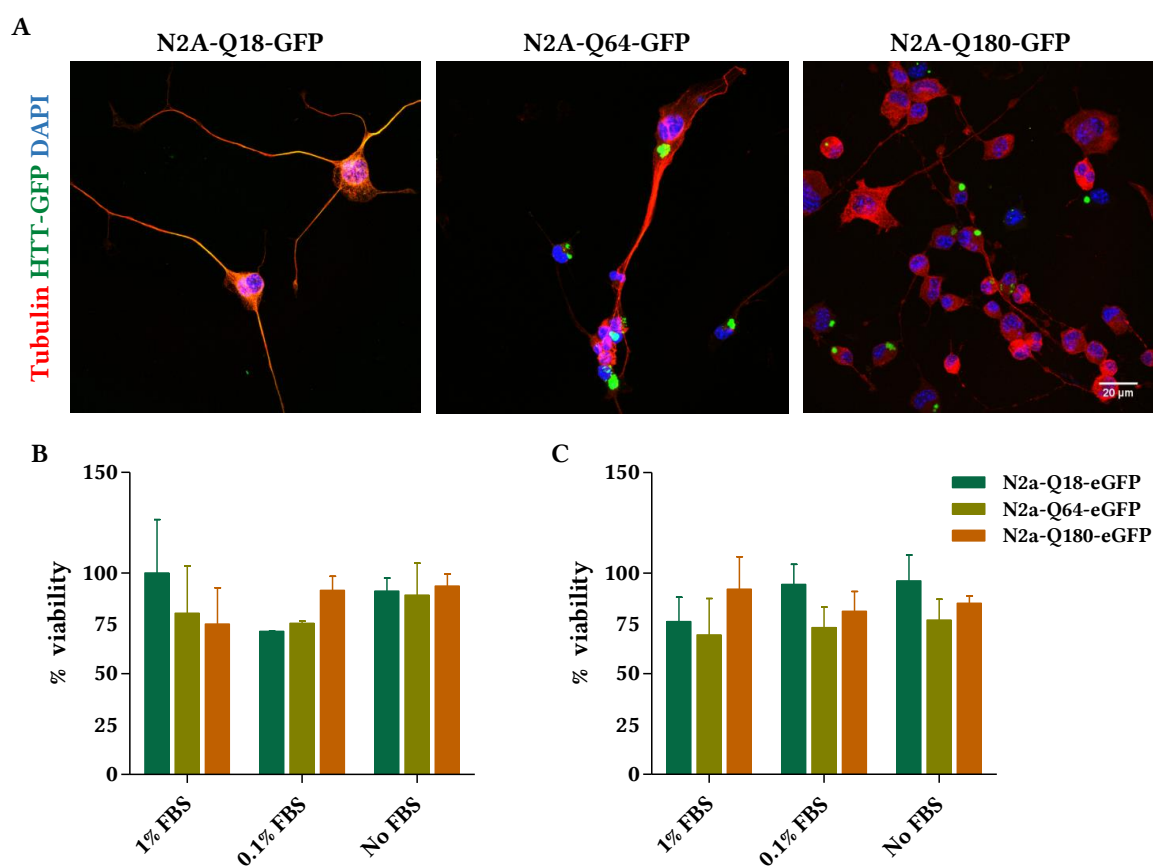 A
N2A-Q18-GFP
N2A-Q64-GFP
N2A-Q180-GFP
Tubulin HTT-GFP DAPI
20 µm
B
% viability
150
100
75
50
25
0
1% FBS
0.1% FBS
No FBS
C
% viability
150
100
75
50
25
0
1% FBS
0.1% FBS
No FBS
N2a-Q18-eGFP
N2a-Q64-eGFP
N2a-Q180-eGFP